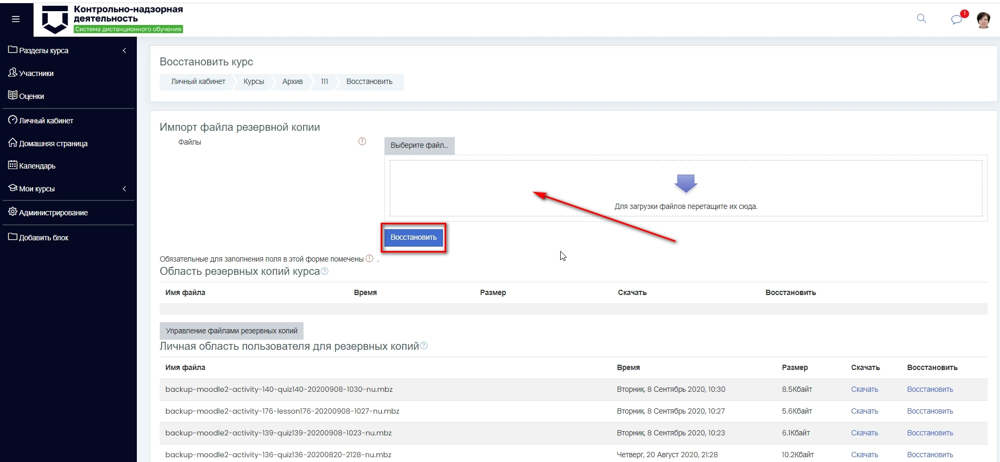 Контрольно-надзорная
деятельность
Система дистанционного обучения
1
Разделы курса
Участники
Оценки
Личный кабинет
Домашняя страница
Календарь
Мои курсы
Администрирование
Добавить блок
Восстановить курс
Личный кабинет Курсы Архив 111 Восстановить
Импорт файла резервной копии
Файлы
Выберите файл...
Для загрузки файлов перетащите их сюда.
Восстановить
Обязательные для заполнения поля в этой форме помечены .
Область резервных копий курса
Имя файла Время Размер Скачать Восстановить
Управление файлами резервных копий
Личная область пользователя для резервных копий
Имя файла Время Размер Скачать Восстановить
backup-moodle2-activity-140-quiz140-20200908-1030-nu.mbz Вторник, 8 Сентябрь 2020, 10:30 8.5Кбайт Скачать Восстановить
backup-moodle2-activity-176-lesson176-20200908-1027-nu.mbz Вторник, 8 Сентябрь 2020, 10:27 5.6Кбайт Скачать Восстановить
backup-moodle2-activity-139-quiz139-20200908-1023-nu.mbz Вторник, 8 Сентябрь 2020, 10:23 6.1Кбайт Скачать Восстановить
backup-moodle2-activity-136-quiz136-20200820-2128-nu.mbz Четверг, 20 Август 2020, 21:28 10.2Кбайт Скачать Восстановить